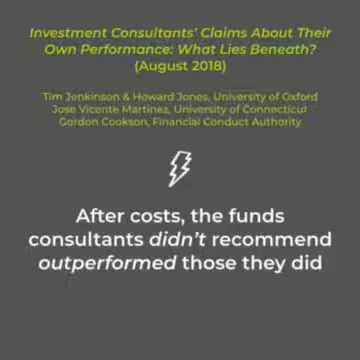 Investment Consultants' Claims About Their
Own Performance: What Lies Beneath?
(August 2018)
Tim Jenkinson & Howard Jones, University of Oxford
Jose Vicente Martinez, University of Connecticut
Gordon Cookson, Financial Conduct Authority
After costs, the funds
consultants didn't recommend
outperformed those they did